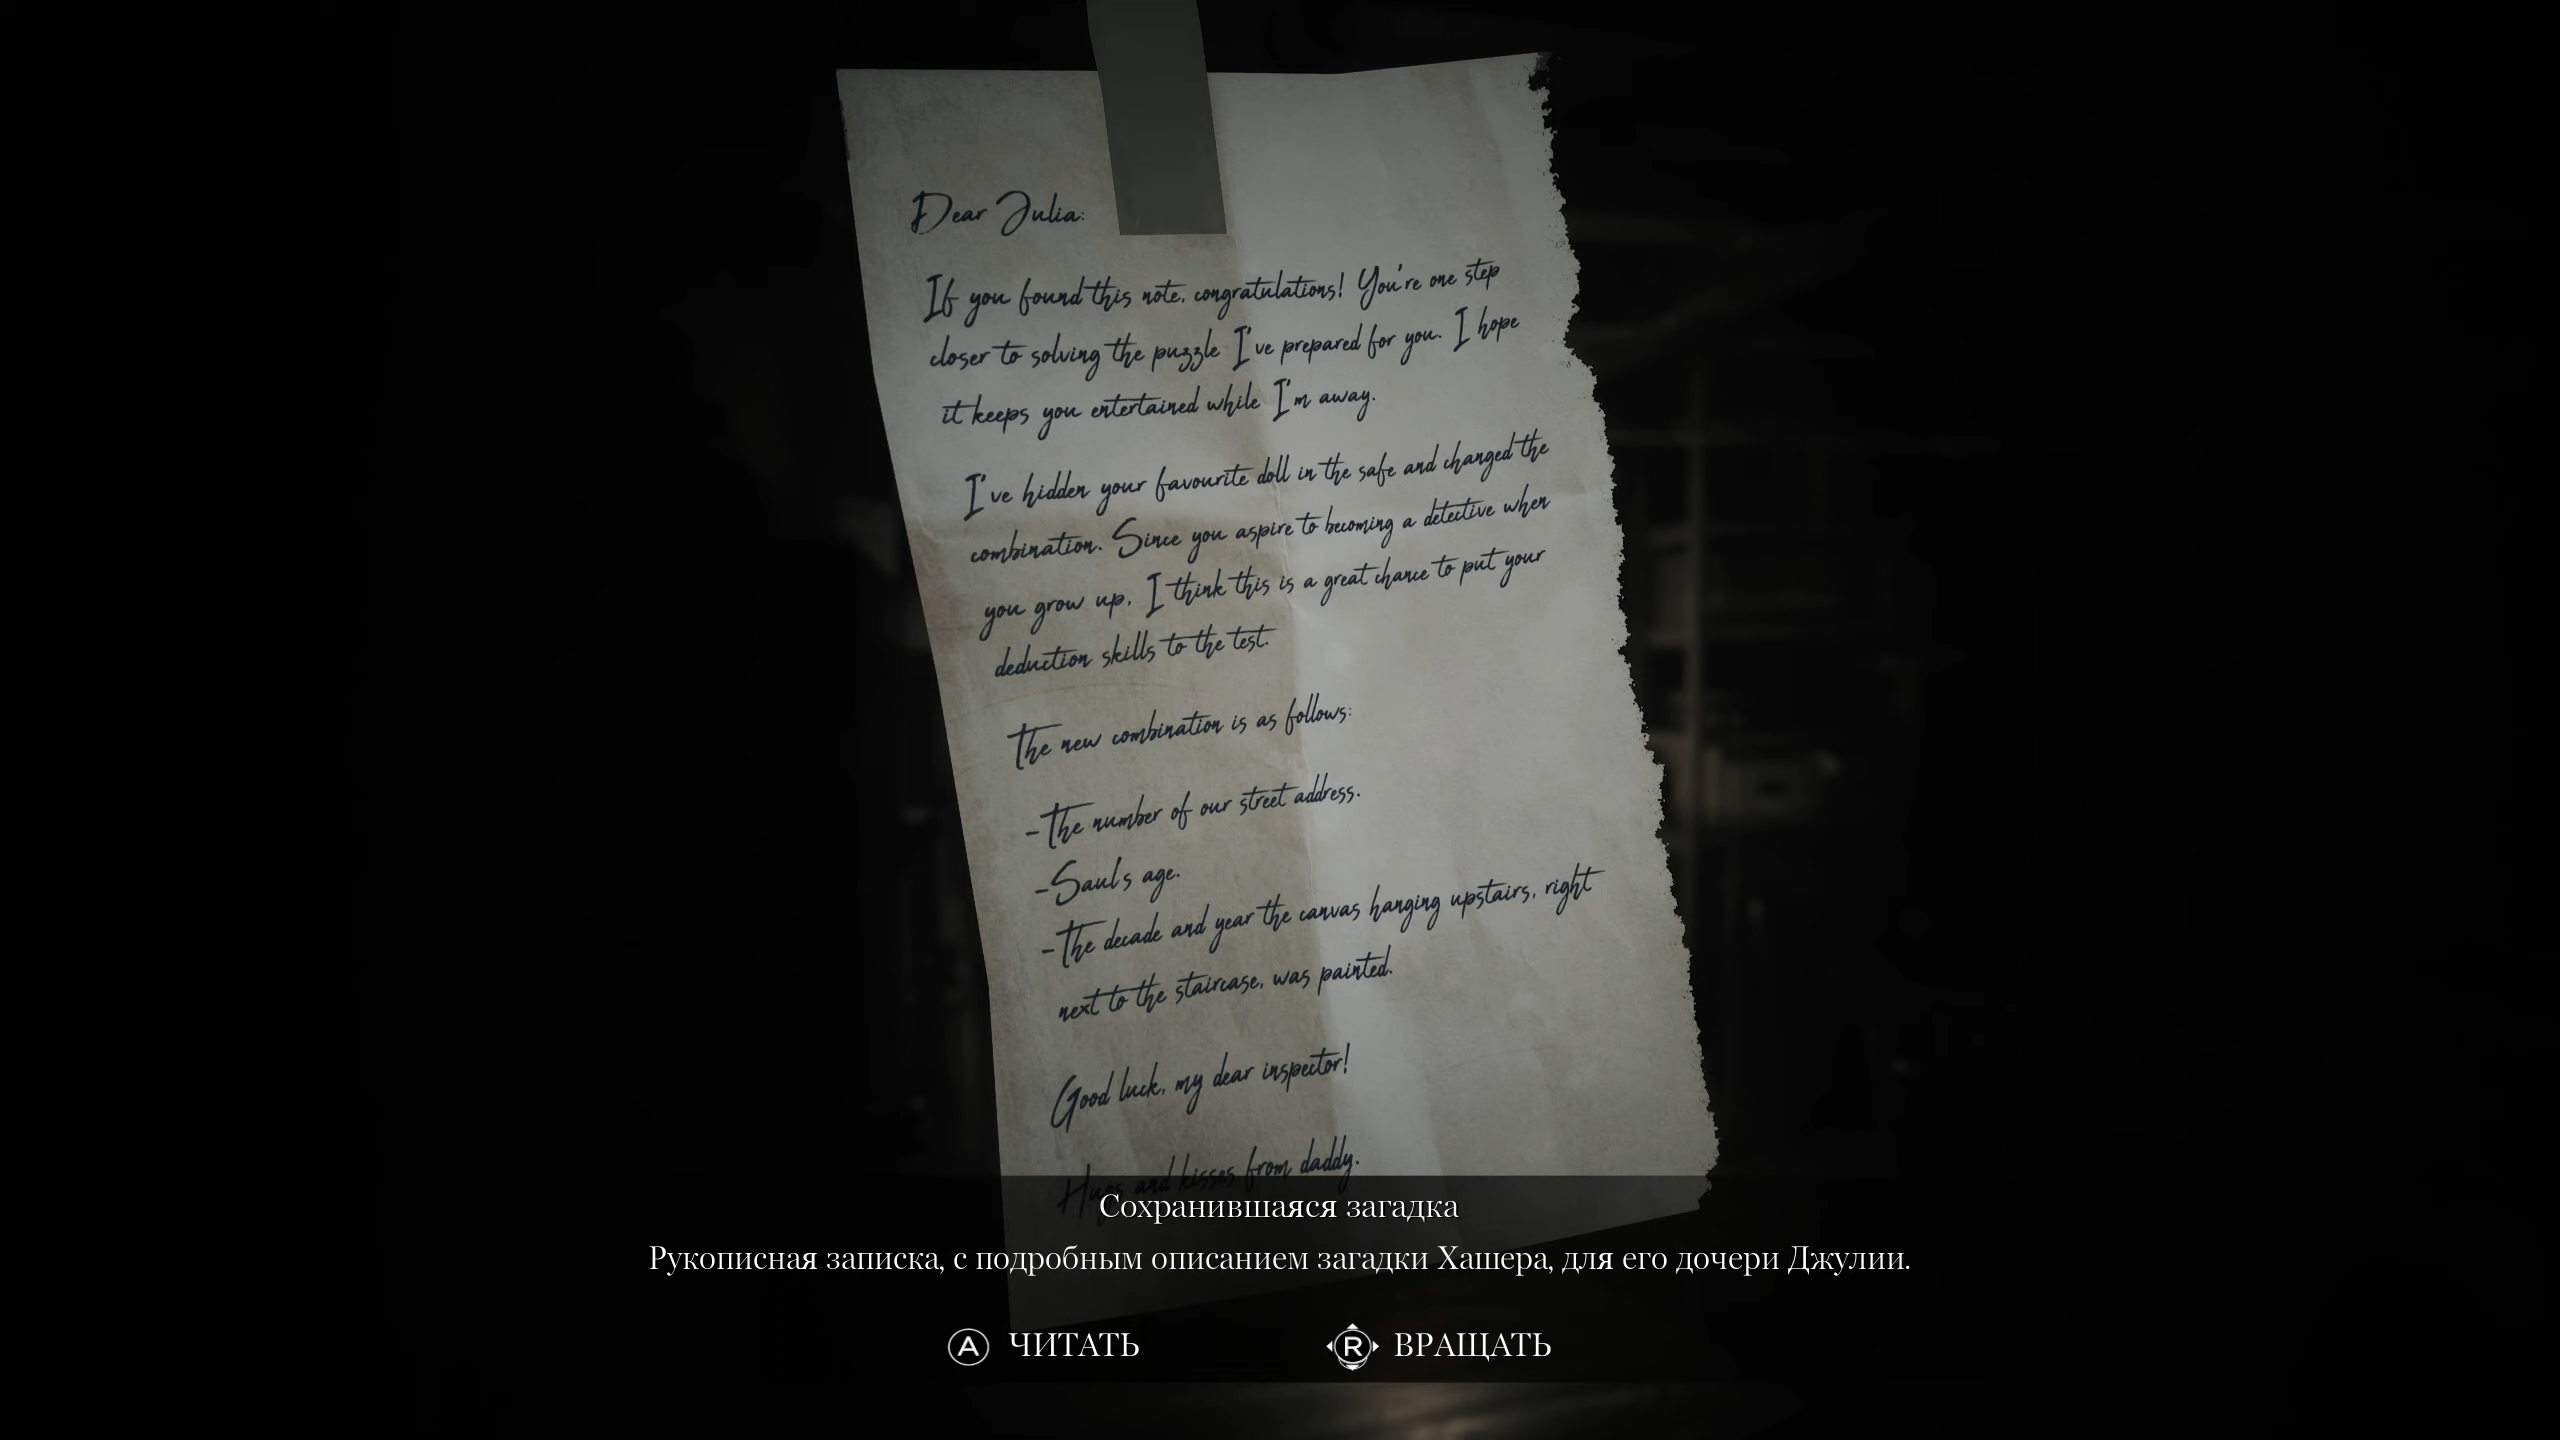 Dear Julia:
If you found this note, congratulations! You're one step
closer to solving the puzzle I've prepared for you. I hope
it keeps you entertained while I'm away.
I've hidden your favourite doll in the safe and changed the
combination. Since you aspire to becoming a detective when
you grow up, I think this is a great chance to put your
deduction skills to the test.
The new combination is as follows:
-The number of our street address.
-Saul's age.
-The decade and year the canvas hanging upstairs, right
next to the staircase, was painted.
Good luck, my dear inspector!
Hugs and kisses from daddy.
Сохранившаяся загадка
Рукописная записка, с подробным описанием загадки Хашера, для его дочери Джулии.
A ЧИТАТЬ
R ВРАЩАТЬ